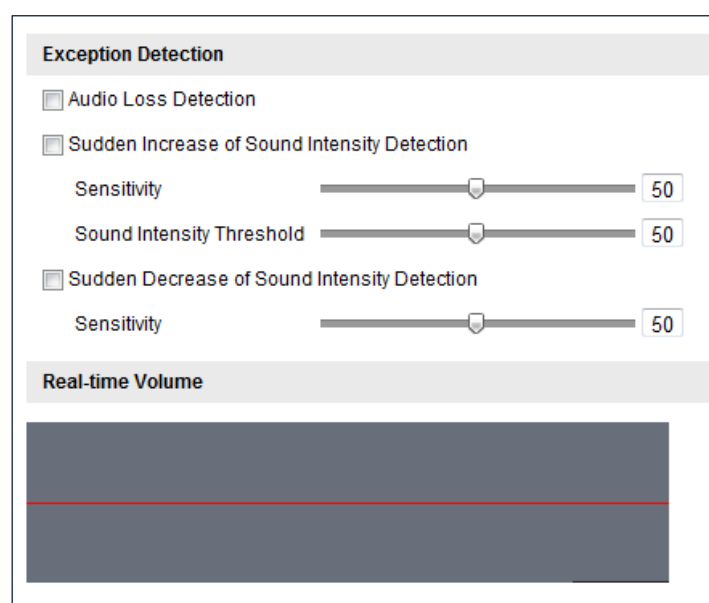 Exception Detection
Audio Loss Detection
Sudden Increase of Sound Intensity Detection
Sensitivity 50
Sound Intensity Threshold 50
Sudden Decrease of Sound Intensity Detection
Sensitivity 50
Real-time Volume